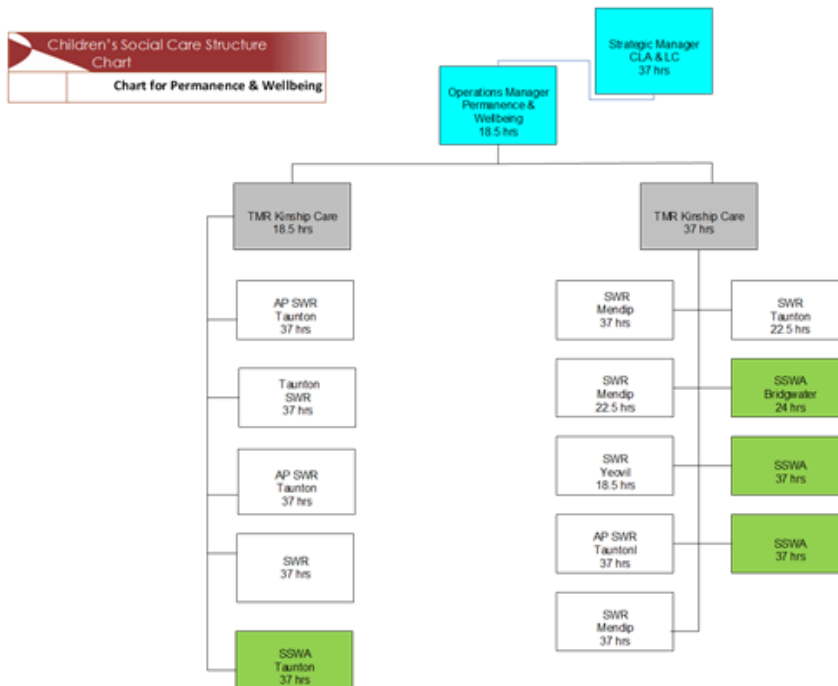 Children's Social Care Structure
Chart
Chart for Permanence & Wellbeing
Strategic Manager
CLA & LC
37 hrs
Operations Manager
Permanence &
Wellbeing
18.5 hrs
TMR Kinship Care
18.5 hrs
TMR Kinship Care
37 hrs
AP SWR
Taunton
37 hrs
Taunton
SWR
37 hrs
AP SWR
Taunton
37 hrs
SWR
37 hrs
SSWA
Taunton
37 hrs
SWR
Mendip
37 hrs
SWR
Mendip
22.5 hrs
SWR
Yeovil
18.5 hrs
AP SWR
Tauntonl
37 hrs
SWR
Mendip
37 hrs
SWR
Taunton
22.5 hrs
SSWA
Bridgwater
24 hrs
SSWA
37 hrs
SSWA
37 hrs